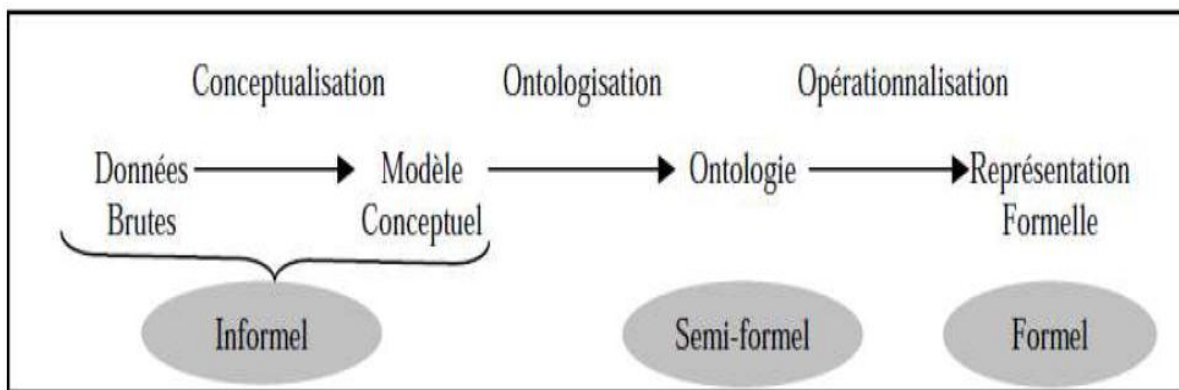 Conceptualisation Ontologisation Opérationnalisation
Données Modèle Ontologie Représentation
Brutes Conceptuel Formelle
Informel Semi-formel Formel